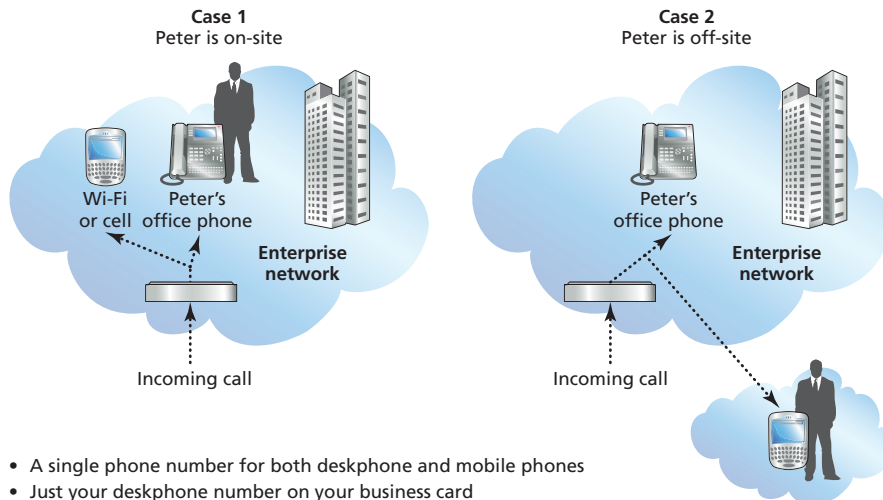 Case 1
Peter is on-site
Wi-Fi
or cell
Peter's
office phone
Enterprise
network
Incoming call
Case 2
Peter is off-site
Peter's
office phone
Enterprise
network
Incoming call
• A single phone number for both deskphone and mobile phones
• Just your deskphone number on your business card